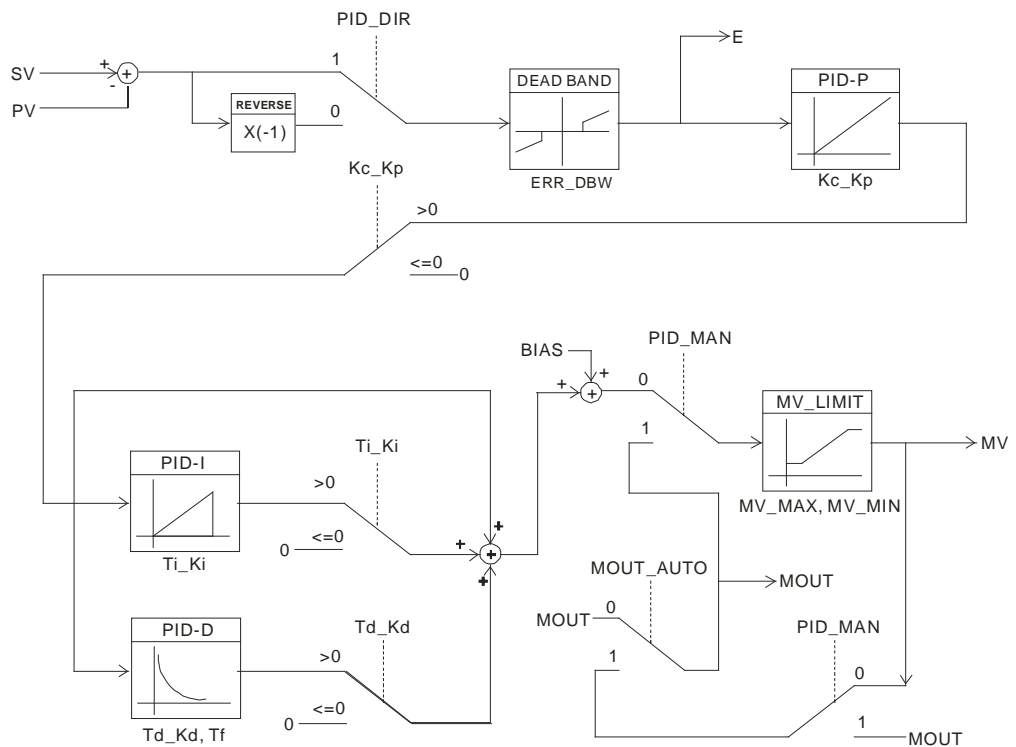 PID_DIR
SV
+
+
-
PV
1
REVERSE
X(-1)
0
DEAD BAND
ERR_DBW
E
PID-P
Kc_Kp
Kc_Kp
>0
<=0
0
BIAS
+
+
+
PID_MAN
0
1
MV_LIMIT
MV_MAX, MV_MIN
MV
PID-I
Ti_Ki
Ti_Ki
>0
<=0
0
+
+
+
+
MOUT_AUTO
MOUT
0
1
MOUT
PID-D
Td_Kd, Tf
Td_Kd
>0
<=0
0
PID_MAN
0
1
MOUT